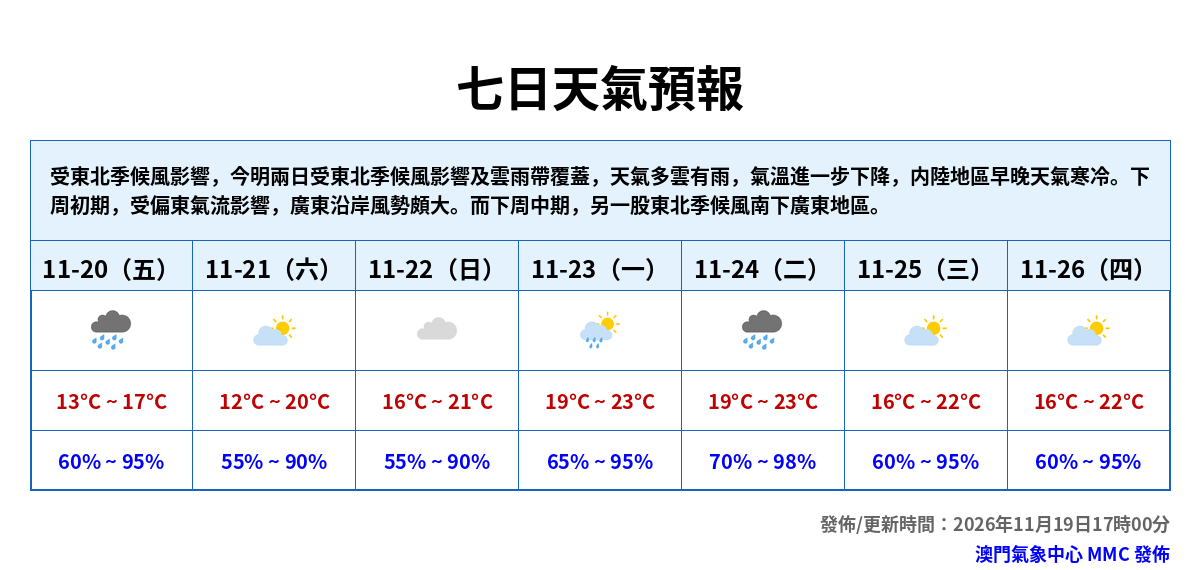 七日天氣預報
受東北季候風影響，今明兩日受東北季候風影響及雲雨帶覆蓋，天氣多雲有雨，氣溫進一步下降，內陸地區早晚天氣寒冷。下
周初期，受偏東氣流影響，廣東沿岸風勢頗大。而下周中期，另一股東北季候風南下廣東地區。
11-20（五） 11-21（六） 11-22（日） 11-23（一） 11-24（二） 11-25（三） 11-26（四）
13°C ~ 17°C 12°C ~ 20°C 16°C ~ 21°C 19°C ~ 23°C 19°C ~ 23°C 16°C ~ 22°C 16°C ~ 22°C
60% ~ 95% 55% ~ 90% 55% ~ 90% 65% ~ 95% 70% ~ 98% 60% ~ 95% 60% ~ 95%
發佈/更新時間：2026年11月19日17時00分
澳門氣象中心 MMC 發佈